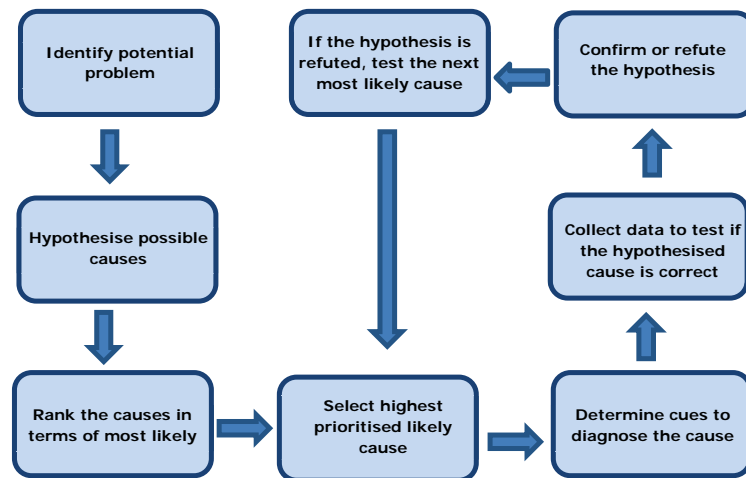 Identify potential
problem
Hypothesise possible
causes
Rank the causes in
terms of most likely
Select highest
prioritised likely
cause
Determine cues to
diagnose the cause
Collect data to test if
the hypothesised
cause is correct
Confirm or refute
the hypothesis
If the hypothesis is
refuted, test the next
most likely cause